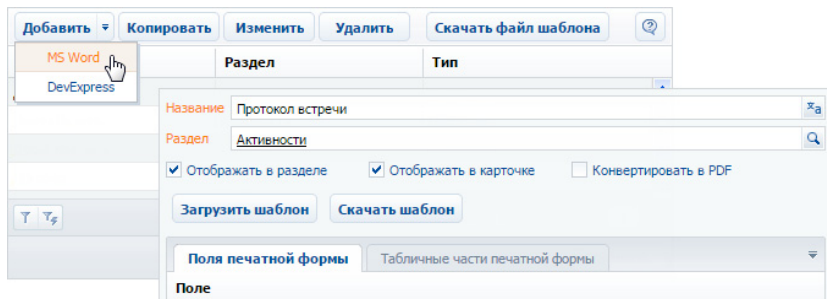 Добавить Копировать Изменить Удалить Скачать файл шаблона
MS Word Раздел Тип
DevExpress
Название Протокол встречи
Раздел Активности
Отображать в разделе Отображать в карточке Конвертировать в PDF
Загрузить шаблон Скачать шаблон
Поля печатной формы Табличные части печатной формы
Поле